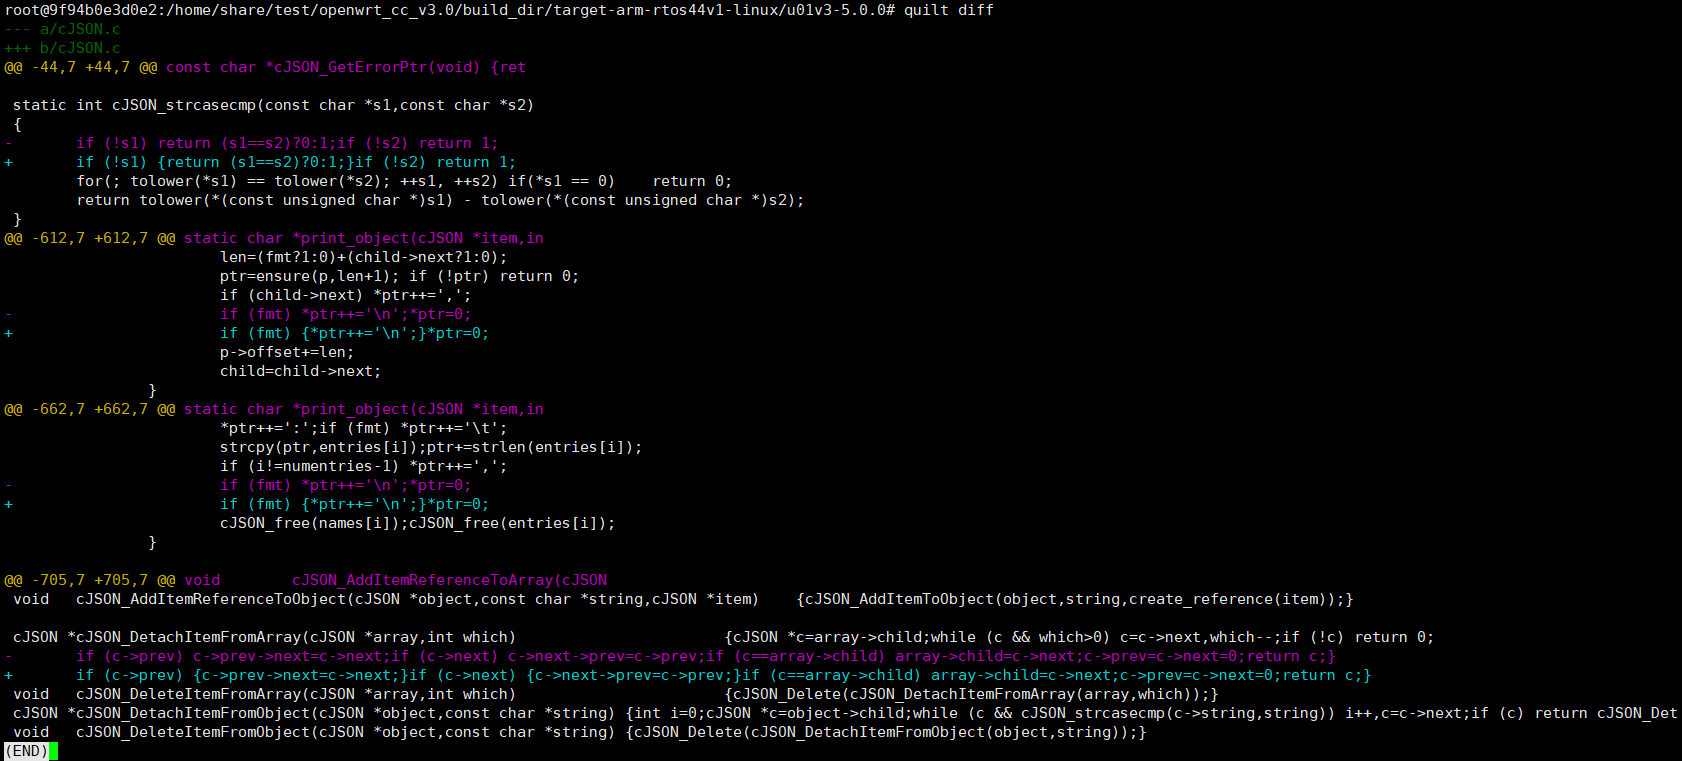 root@9f94b0e3d0e2:/home/share/test/openwrt_cc_v3.0/build_dir/target-arm-rtos44v1-linux/u01v3-5.0.0# quilt diff
--- a/cJSON.c
+++ b/cJSON.c
@@ -44,7 +44,7 @@ const char *cJSON_GetErrorPtr(void) {ret
 static int cJSON_strcasecmp(const char *s1,const char *s2)
 {
-       if (!s1) return (s1==s2)?0:1;if (!s2) return 1;
+       if (!s1) {return (s1==s2)?0:1;}if (!s2) return 1;
        for(; tolower(*s1) == tolower(*s2); ++s1, ++s2) if(*s1 == 0)    return 0;
        return tolower(*(const unsigned char *)s1) - tolower(*(const unsigned char *)s2);
 }
@@ -612,7 +612,7 @@ static char *print_object(cJSON *item,in
                        len=(fmt?1:0)+(child->next?1:0);
                        ptr=ensure(p,len+1); if (!ptr) return 0;
                        if (child->next) *ptr++=',';
-                       if (fmt) *ptr++='\n';*ptr=0;
+                       if (fmt) {*ptr++='\n';}*ptr=0;
                        p->offset+=len;
                        child=child->next;
                }
@@ -662,7 +662,7 @@ static char *print_object(cJSON *item,in
                        *ptr++=':';if (fmt) *ptr++='\t';
                        strcpy(ptr,entries[i]);ptr+=strlen(entries[i]);
                        if (i!=numentries-1) *ptr++=',';
-                       if (fmt) *ptr++='\n';*ptr=0;
+                       if (fmt) {*ptr++='\n';}*ptr=0;
                        cJSON_free(names[i]);cJSON_free(entries[i]);
                }
@@ -705,7 +705,7 @@ void        cJSON_AddItemReferenceToArray(cJSON
 void   cJSON_AddItemReferenceToObject(cJSON *object,const char *string,cJSON *item)    {cJSON_AddItemToObject(object,string,create_reference(item));}
 cJSON *cJSON_DetachItemFromArray(cJSON *array,int which)                       {cJSON *c=array->child;while (c && which>0) c=c->next,which--;if (!c) return 0;
-       if (c->prev) c->prev->next=c->next;if (c->next) c->next->prev=c->prev;if (c==array->child) array->child=c->next;c->prev=c->next=0;return c;}
+       if (c->prev) {c->prev->next=c->next;}if (c->next) {c->next->prev=c->prev;}if (c==array->child) array->child=c->next;c->prev=c->next=0;return c;}
 void   cJSON_DeleteItemFromArray(cJSON *array,int which)                       {cJSON_Delete(cJSON_DetachItemFromArray(array,which));}
 cJSON *cJSON_DetachItemFromObject(cJSON *object,const char *string) {int i=0;cJSON *c=object->child;while (c && cJSON_strcasecmp(c->string,string)) i++,c=c->next;if (c) return cJSON_Det
 void   cJSON_DeleteItemFromObject(cJSON *object,const char *string) {cJSON_Delete(cJSON_DetachItemFromObject(object,string));}
(END)